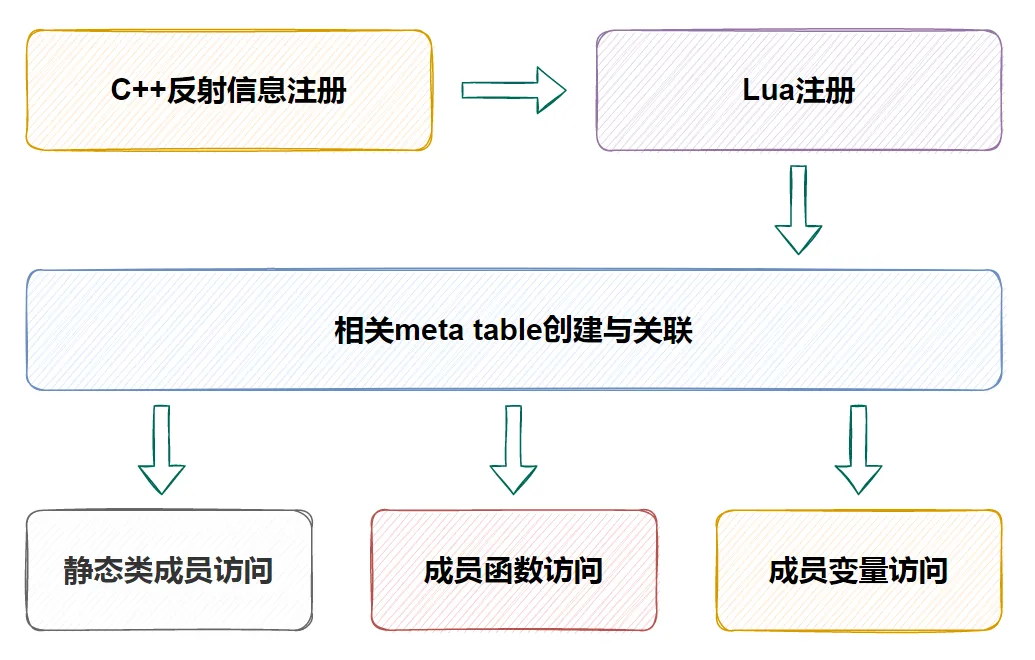 C++反射信息注册
Lua注册
相关meta table创建与关联
静态类成员访问
成员函数访问
成员变量访问